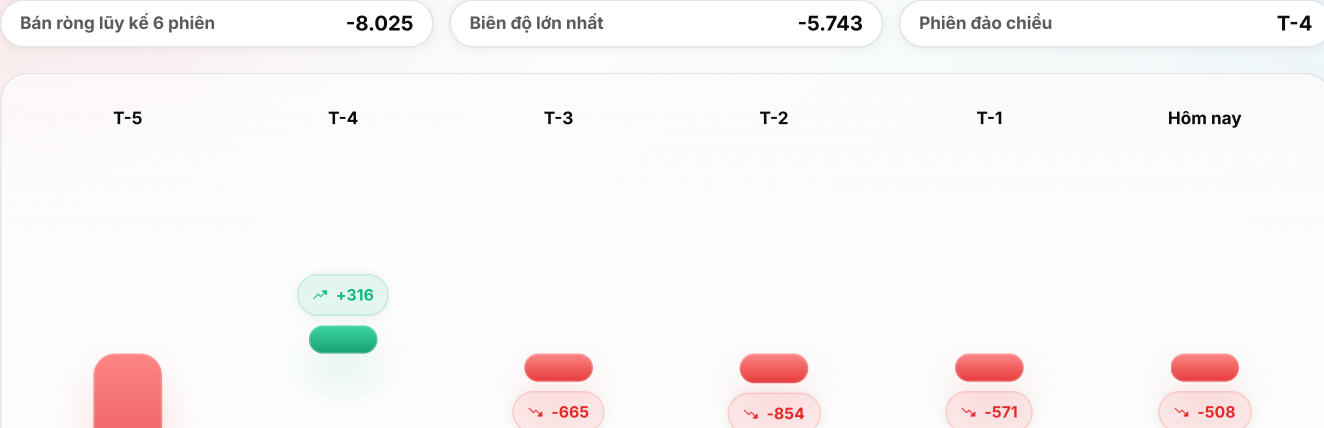 Bán ròng lũy kế 6 phiên -8.025 Biên độ lớn nhất -5.743 Phiên đảo chiều T-4
T-5 T-4 T-3 T-2 T-1 Hôm nay
+316
-665 -854 -571 -508